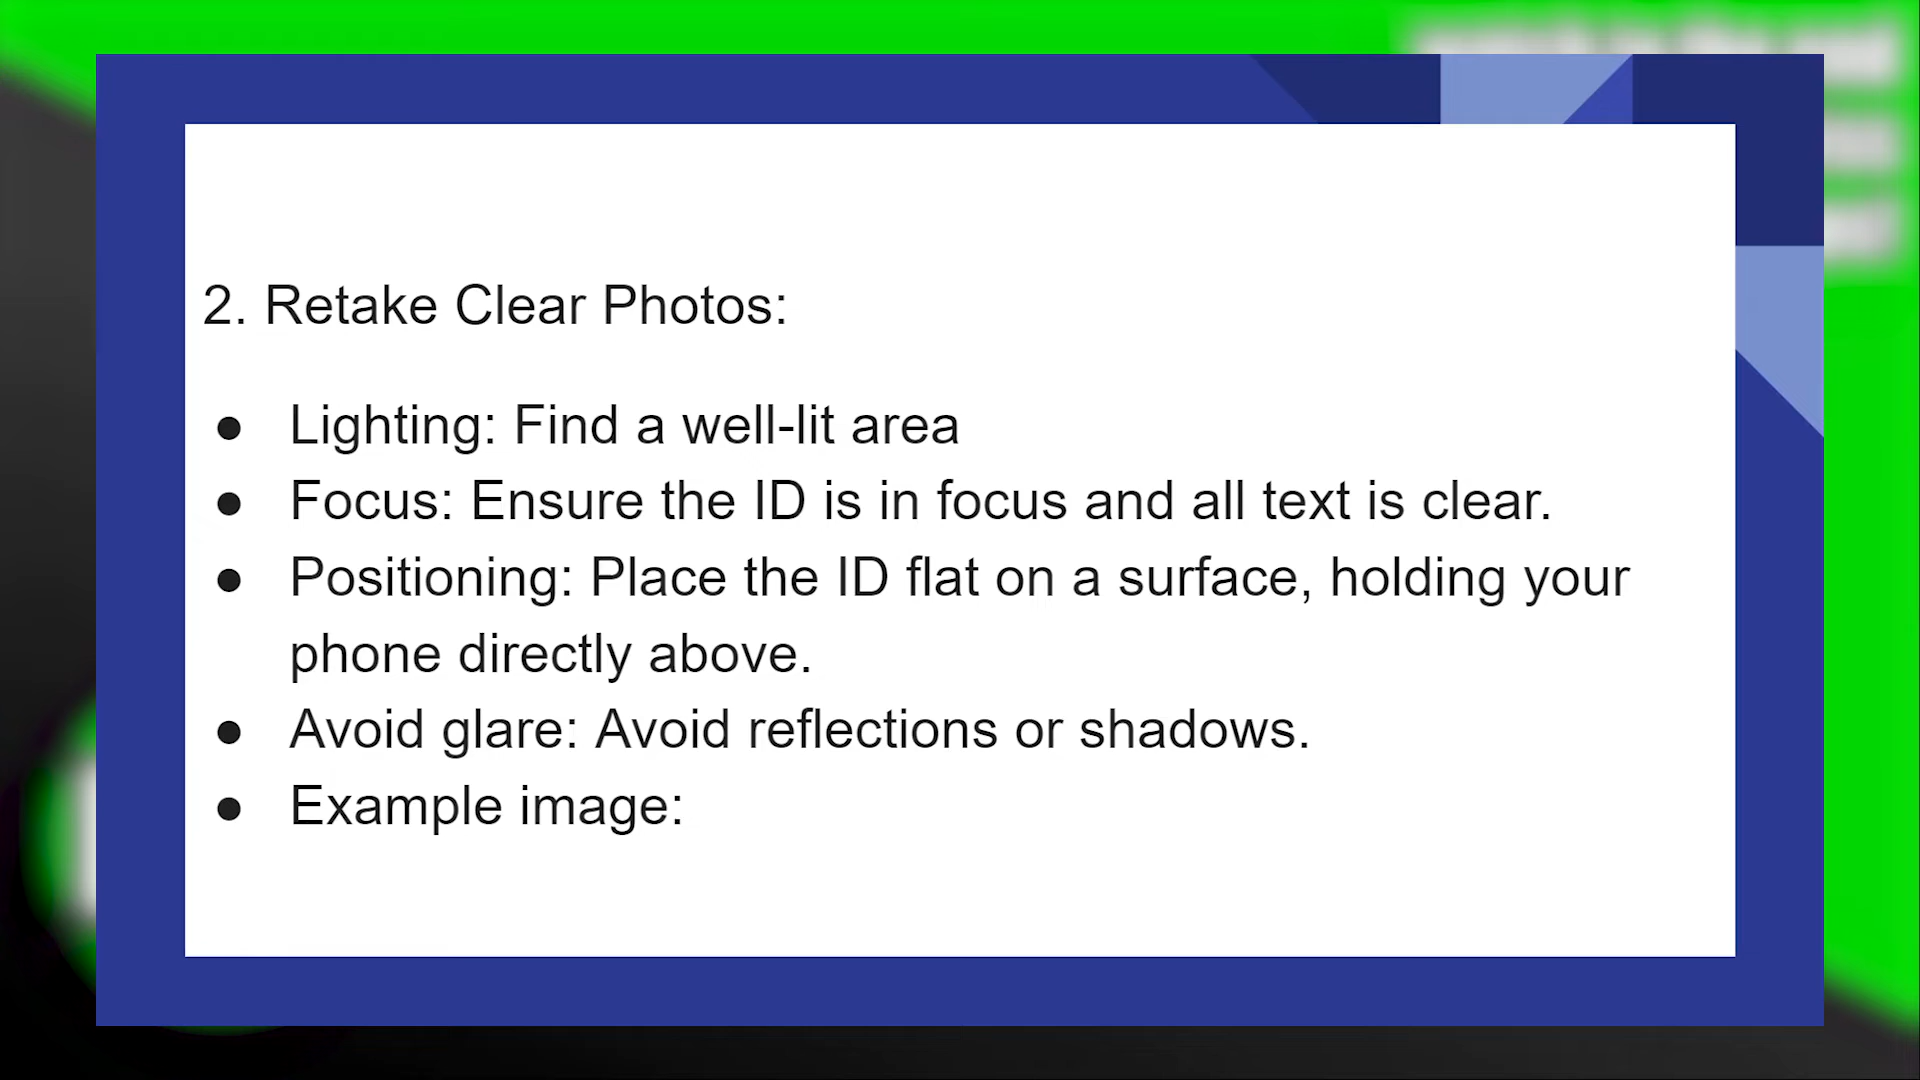 2. Retake Clear Photos:
● Lighting: Find a well-lit area
● Focus: Ensure the ID is in focus and all text is clear.
● Positioning: Place the ID flat on a surface, holding your
phone directly above.
● Avoid glare: Avoid reflections or shadows.
● Example image: